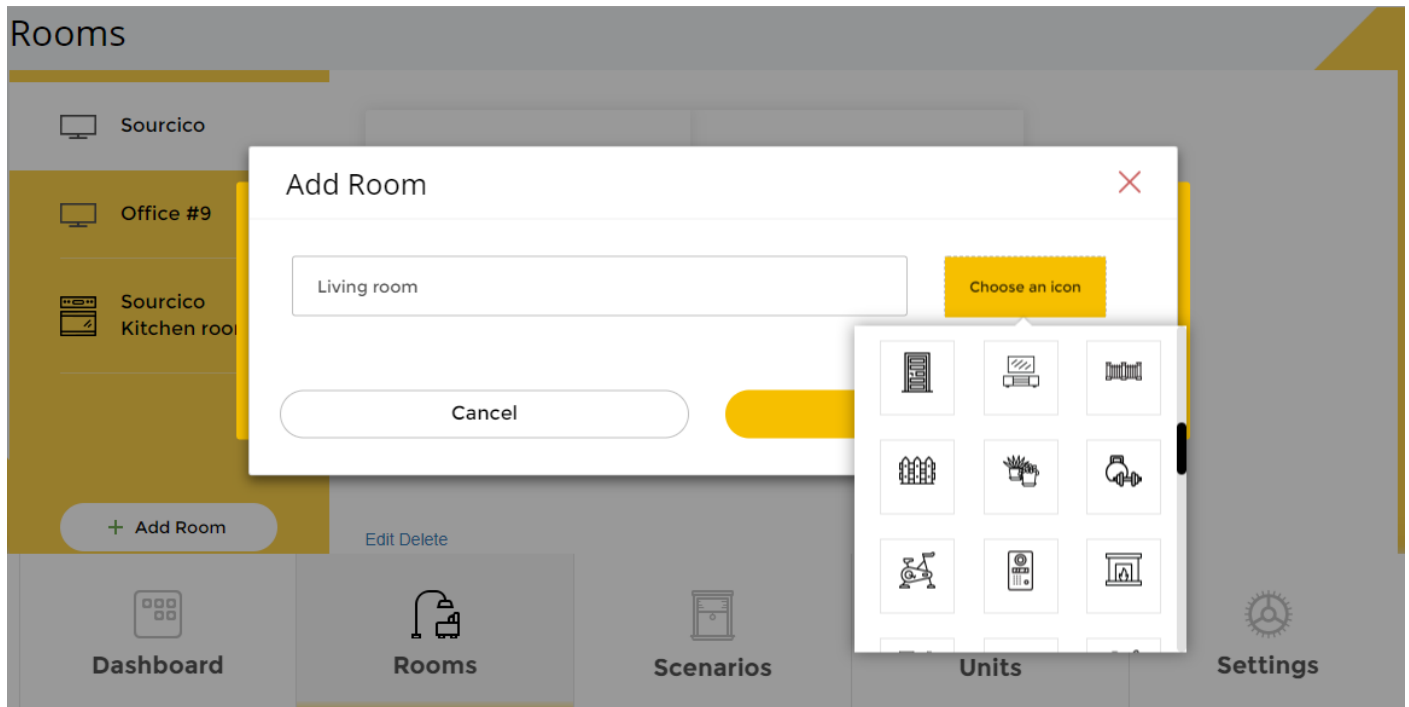 Rooms
Sourcico
Office #9
Sourcico
Kitchen
Add Room
Living room
Choose an icon
Cancel
+ Add Room
Edit Delete
Dashboard
Rooms
Scenarios
Units
Settings